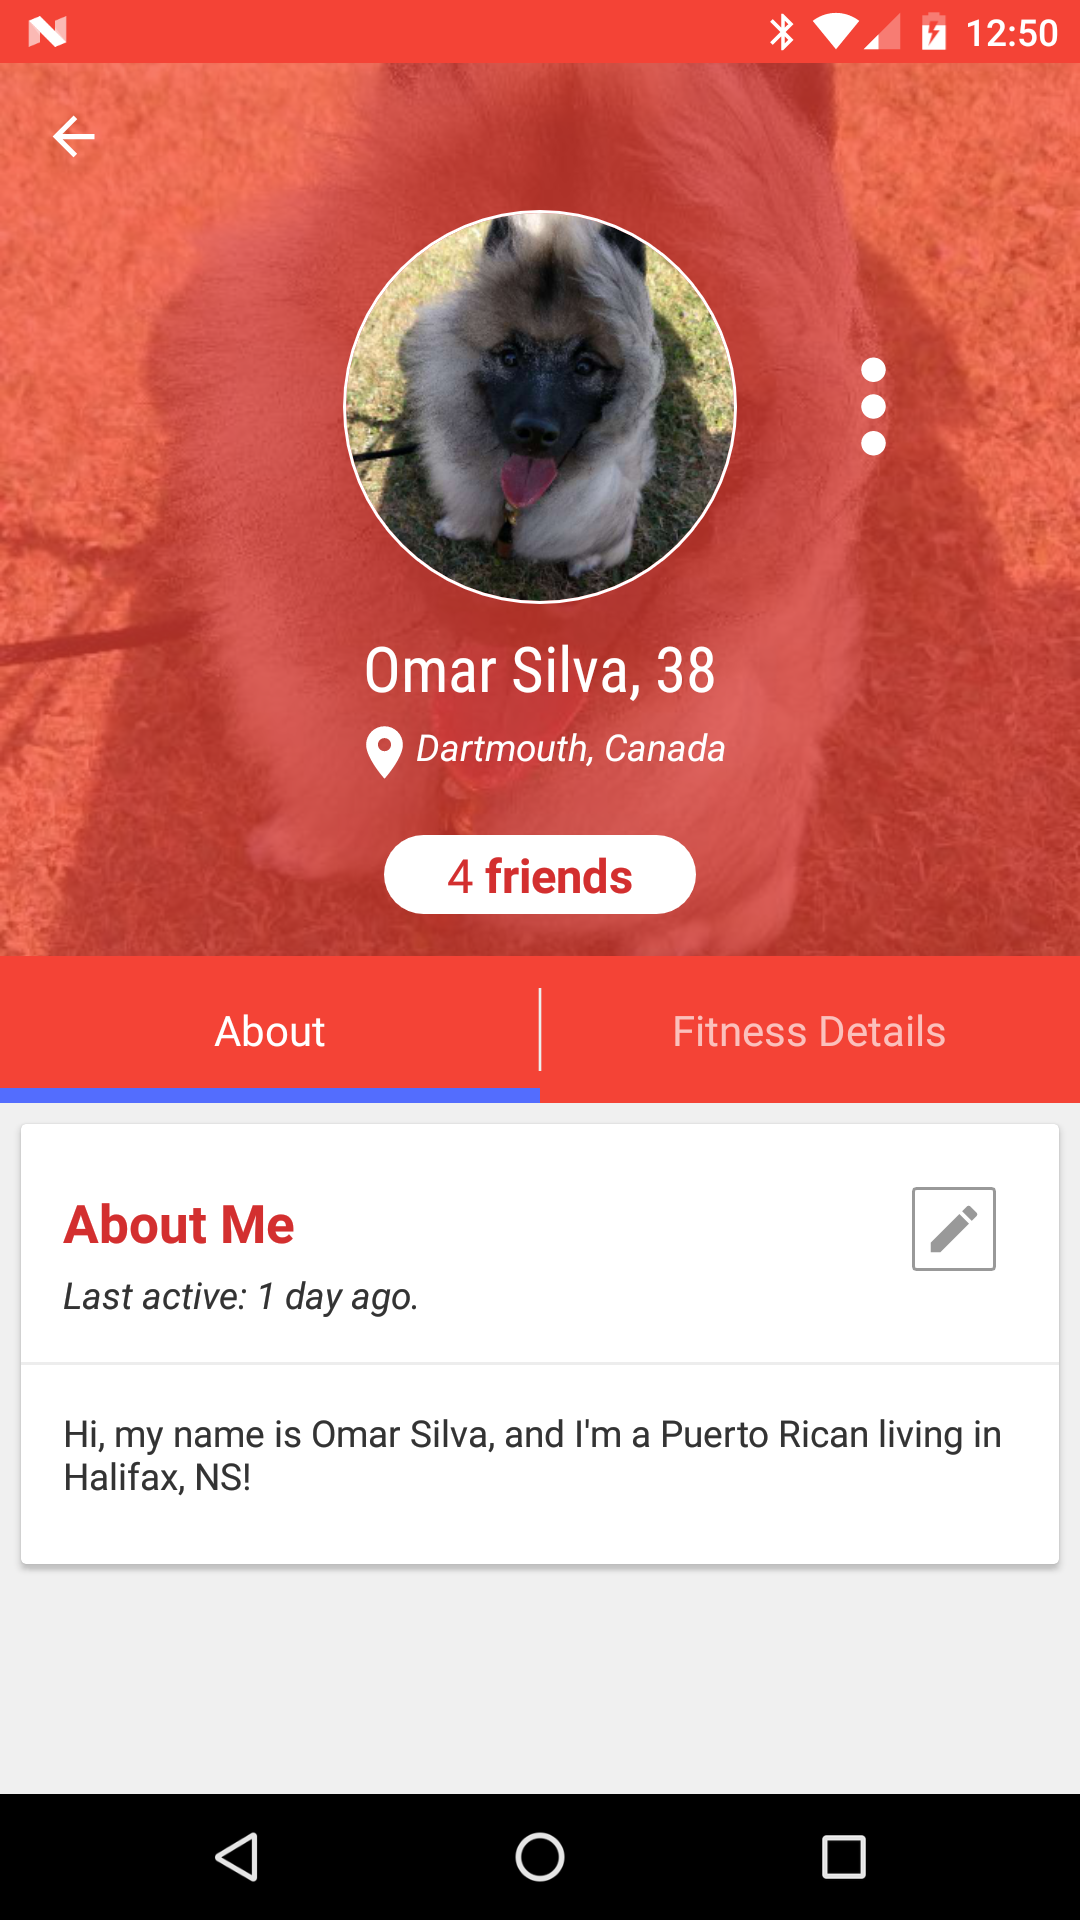 12:50
Omar Silva, 38
Dartmouth, Canada
4 friends
About
Fitness Details
About Me
Last active: 1 day ago.
Hi, my name is Omar Silva, and I'm a Puerto Rican living in
Halifax, NS!